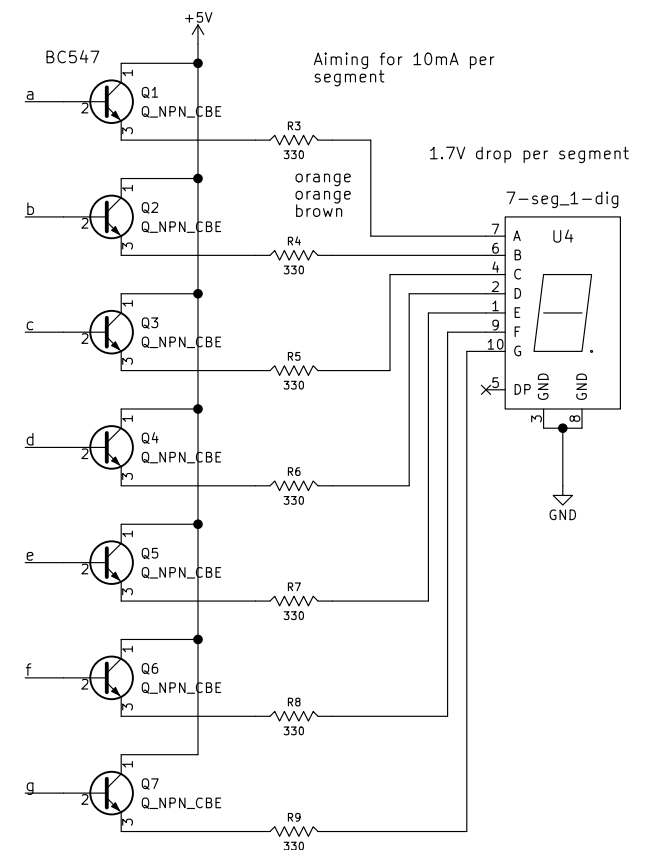 +5V
BC547
Aiming for 10mA per
segment
1
a
2
Q1
Q_NPN_CBE
3
R3
330
1.7V drop per segment
orange
orange
brown
1
b
2
Q2
Q_NPN_CBE
3
R4
330
7-seg_1-dig
U4
7 A
6 B
4 C
2 D
1 E
9 F
10 G
5 DP
GND
GND
3
8
GND
1
c
2
Q3
Q_NPN_CBE
3
R5
330
1
d
2
Q4
Q_NPN_CBE
3
R6
330
1
e
2
Q5
Q_NPN_CBE
3
R7
330
1
f
2
Q6
Q_NPN_CBE
3
R8
330
1
g
2
Q7
Q_NPN_CBE
3
R9
330